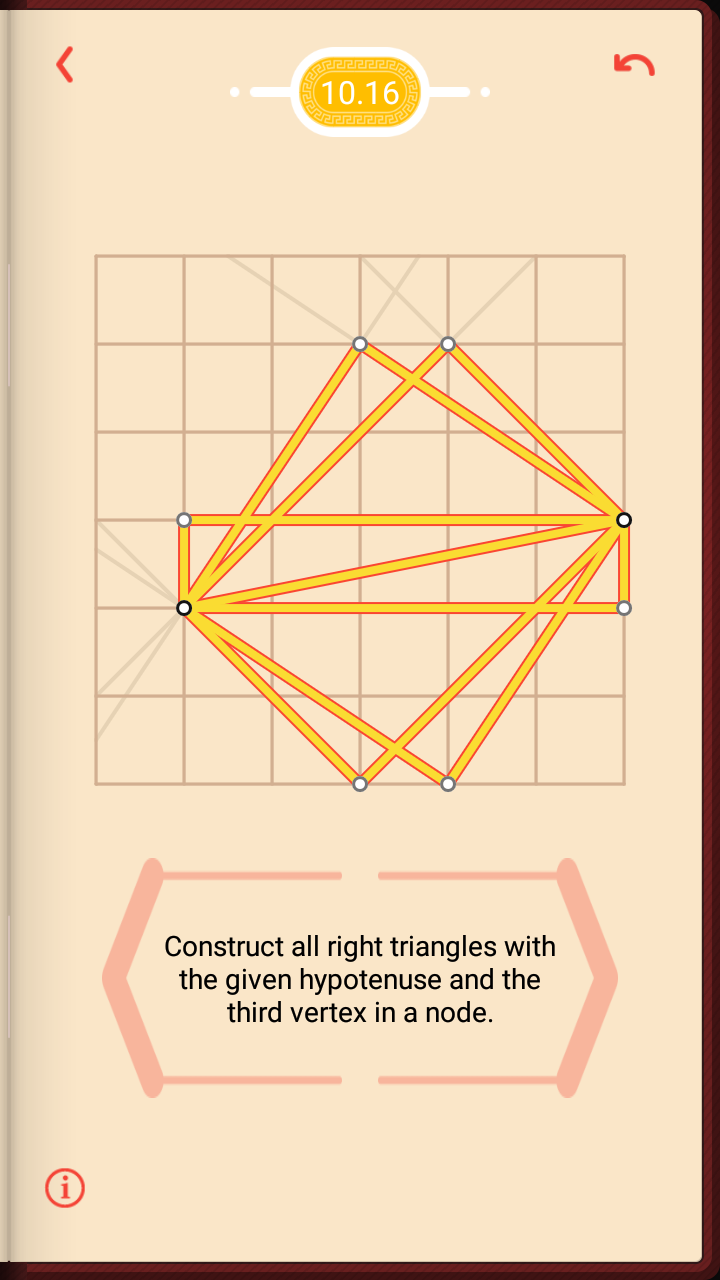 10.16
Construct all right triangles with
the given hypotenuse and the
third vertex in a node.
i